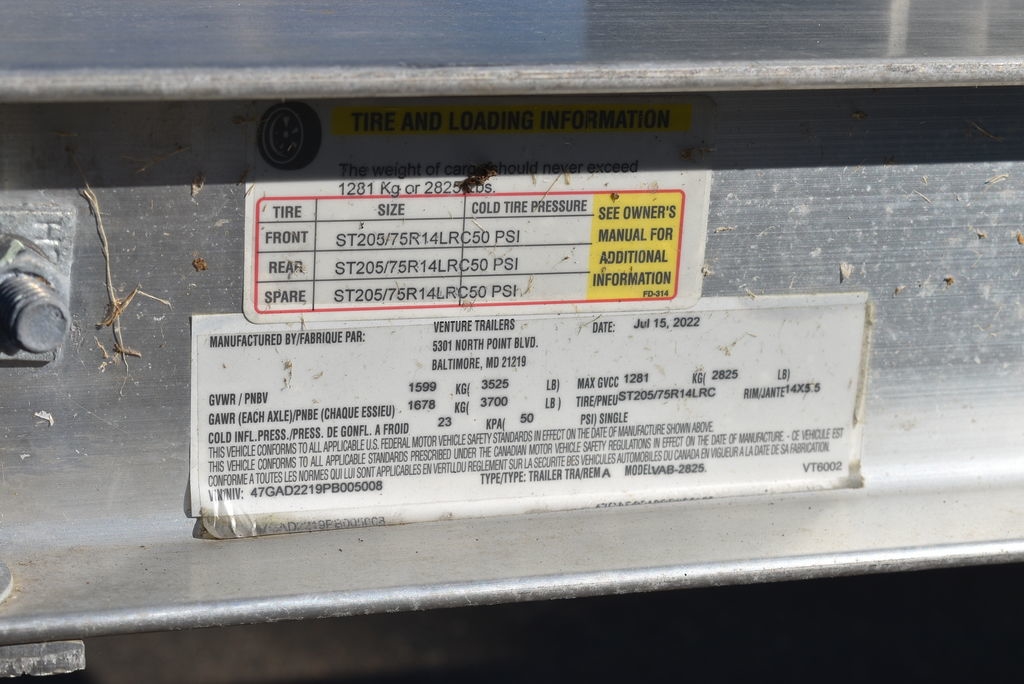 TIRE AND LOADING INFORMATION
The weight of cargo should never exceed
1281 Kg or 2825 Lbs.
TIRE SIZE COLD TIRE PRESSURE
FRONT ST205/75R14LRC50 PSI
REAR ST205/75R14LRC50 PSI
SPARE ST205/75R14LRC50 PSI
SEE OWNER'S
MANUAL FOR
ADDITIONAL
INFORMATION
FD-314
MANUFACTURED BY/FABRIQUE PAR: VENTURE TRAILERS DATE: Jul 15, 2022
5301 NORTH POINT BLVD.
BALTIMORE, MD 21219
GVWR / PNBV 1599 KG( 3525 LB) MAX GVCC 1281 KG( 2825 LB)
GAWR (EACH AXLE)/PNBE (CHAQUE ESSIEU) 1678 KG( 3700 LB) TIRE/PNEU ST205/75R14LRC RIM/JANTE 14X5.5
COLD INFL.PRESS./PRESS. DE GONFL. A FROID 23 KPA( 50 PSI) SINGLE
THIS VEHICLE CONFORMS TO ALL APPLICABLE U.S. FEDERAL MOTOR VEHICLE SAFETY STANDARDS IN EFFECT ON THE DATE OF MANUFACTURE SHOWN ABOVE.
THIS VEHICLE CONFORMS TO ALL APPLICABLE STANDARDS PRESCRIBED UNDER THE CANADIAN MOTOR VEHICLE SAFETY REGULATIONS IN EFFECT ON THE DATE OF MANUFACTURE. - CE VEHICULE EST
CONFORME A TOUTES LES NORMES QUI LUI SONT APPLICABLES EN VERTLLDU REGLEMENT SUR LA SECURITE BES VEHICULES AUTOMOBILES DU CANADA EN VIGUEUR A LA DATE DE SA FABRICATION.
V.I.N/N.I.V: 47GAD2219PB005008 TYPE/TYPE: TRAILER TRA/REM A MODEL VAB-2825. VT6002